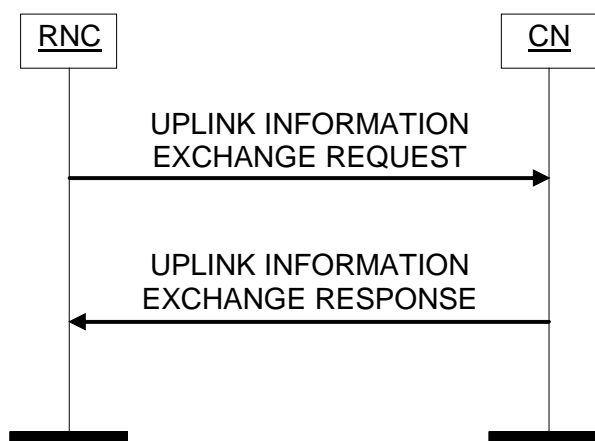 RNC
CN
UPLINK INFORMATION
EXCHANGE REQUEST
UPLINK INFORMATION
EXCHANGE RESPONSE